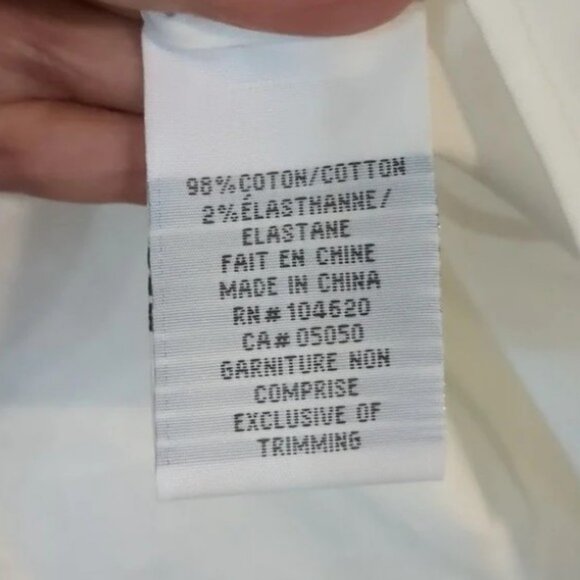 98%COTON/COTTON
2%ÉLASTHANNE/
ELASTANE
FAIT EN CHINE
MADE IN CHINA
RN#104620
CA#05050
GARNITURE NON
COMPRISE
EXCLUSIVE OF
TRIMMING